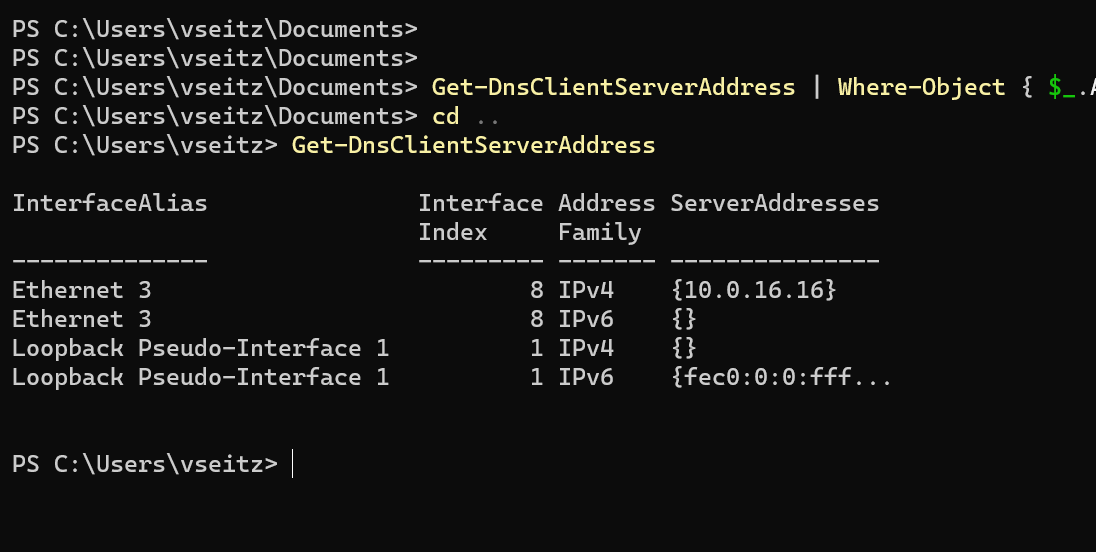 PS C:\Users\vseitz\Documents>
PS C:\Users\vseitz\Documents>
PS C:\Users\vseitz\Documents> Get-DnsClientServerAddress | Where-Object { $_.A
PS C:\Users\vseitz\Documents> cd ..
PS C:\Users\vseitz> Get-DnsClientServerAddress
InterfaceAlias               Interface Address ServerAddresses
                             Index     Family
--------------               --------- ------- ---------------
Ethernet 3                           8 IPv4    {10.0.16.16}
Ethernet 3                           8 IPv6    {}
Loopback Pseudo-Interface 1          1 IPv4    {}
Loopback Pseudo-Interface 1          1 IPv6    {fec0:0:0:fff...
PS C:\Users\vseitz>